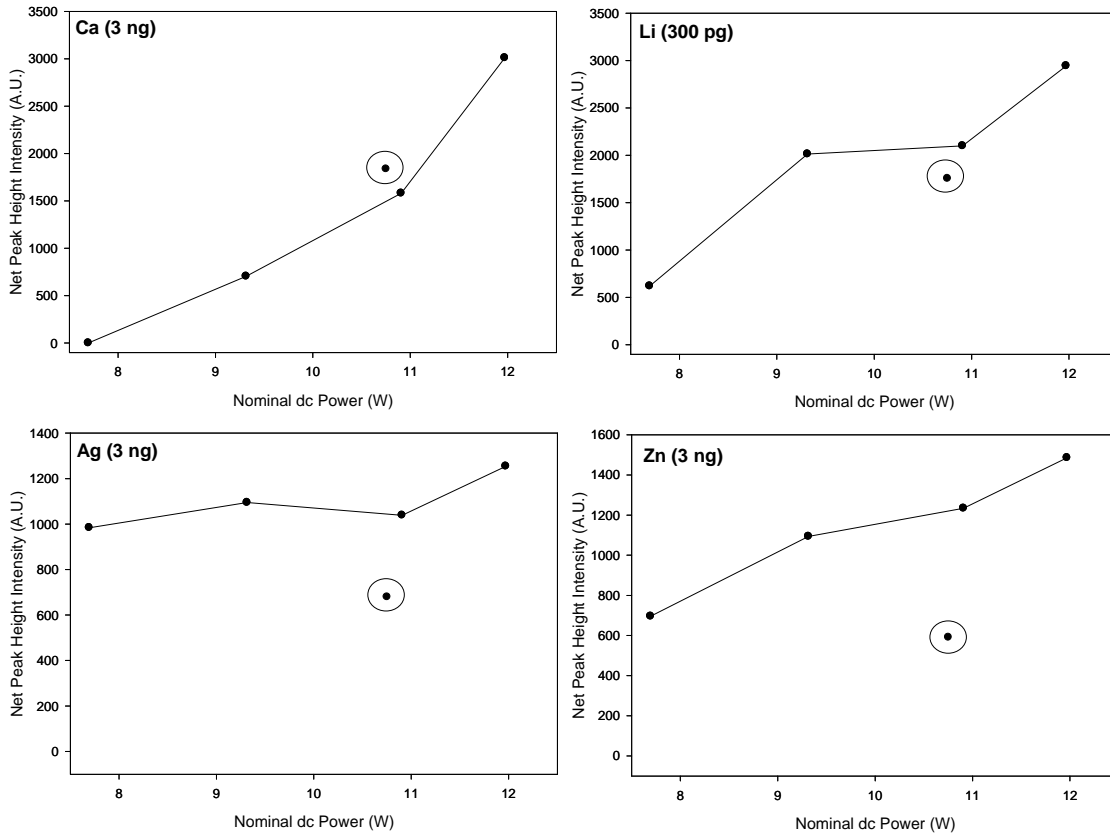 Ca (3 ng)
Net Peak Height Intensity (A.U.)
3500
3000
2500
2000
1500
1000
500
0
8 9 10 11 12
Nominal dc Power (W)
Li (300 pg)
Net Peak Height Intensity (A.U.)
3500
3000
2500
2000
1500
1000
500
0
8 9 10 11 12
Nominal dc Power (W)
Ag (3 ng)
Net Peak Height Intensity (A.U.)
1400
1200
1000
800
600
400
200
0
8 9 10 11 12
Nominal dc Power (W)
Zn (3 ng)
Net Peak Height Intensity (A.U.)
1600
1400
1200
1000
800
600
400
200
0
8 9 10 11 12
Nominal dc Power (W)